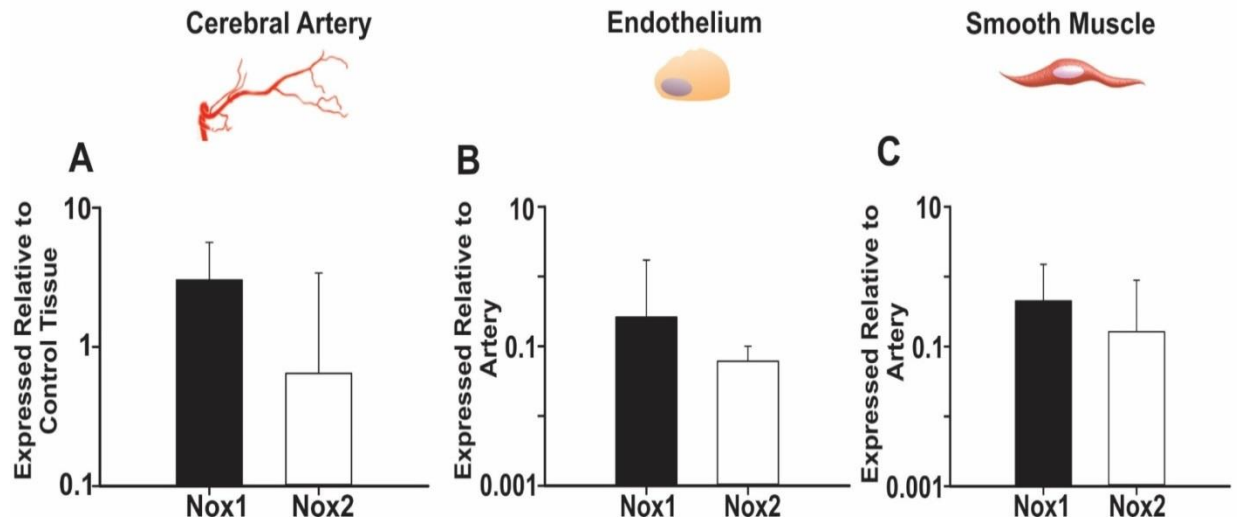 Cerebral Artery
Endothelium
Smooth Muscle
A
Expressed Relative to
Control Tissue
10
1
0.1
Nox1
Nox2
B
Expressed Relative to
Artery
10
0.1
0.001
Nox1
Nox2
C
Expressed Relative to
Artery
10
0.1
0.001
Nox1
Nox2